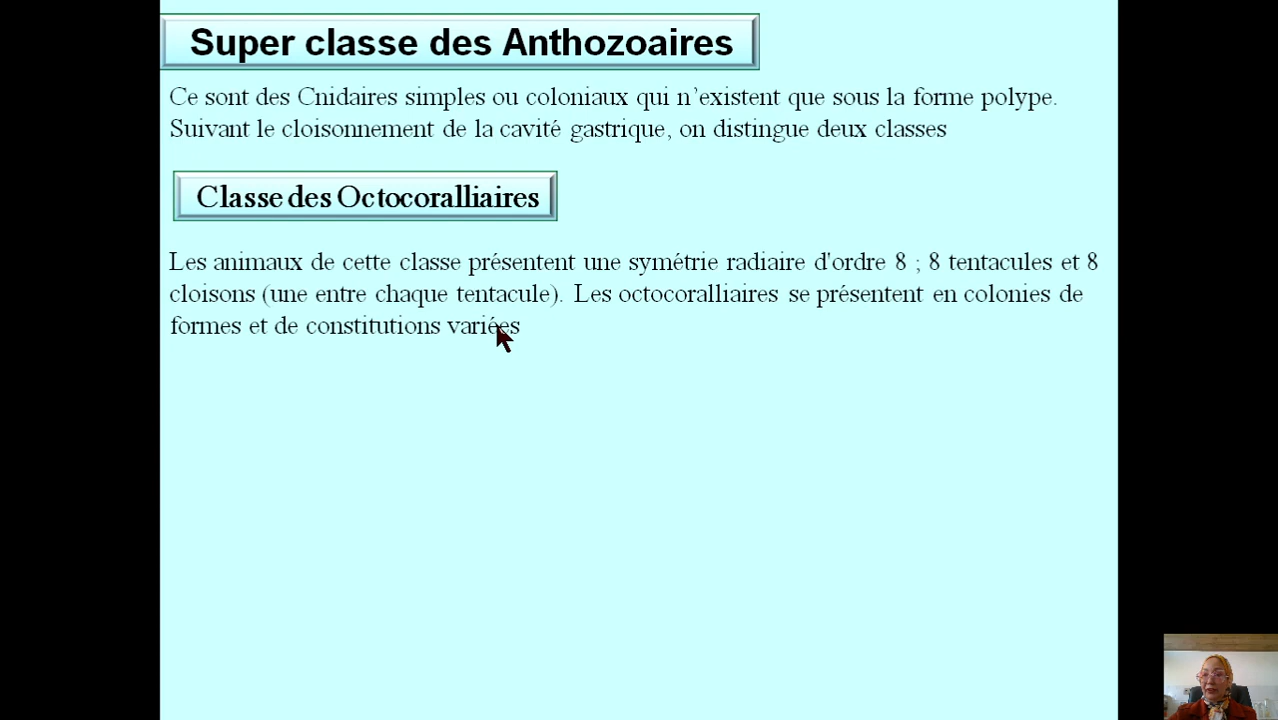 Super classe des Anthozoaires
Ce sont des Cnidaires simples ou coloniaux qui n’existent que sous la forme polype.
Suivant le cloisonnement de la cavité gastrique, on distingue deux classes
Classe des Octocoralliaires
Les animaux de cette classe présentent une symétrie radiaire d'ordre 8 ; 8 tentacules et 8
cloisons (une entre chaque tentacule). Les octocoralliaires se présentent en colonies de
formes et de constitutions variées